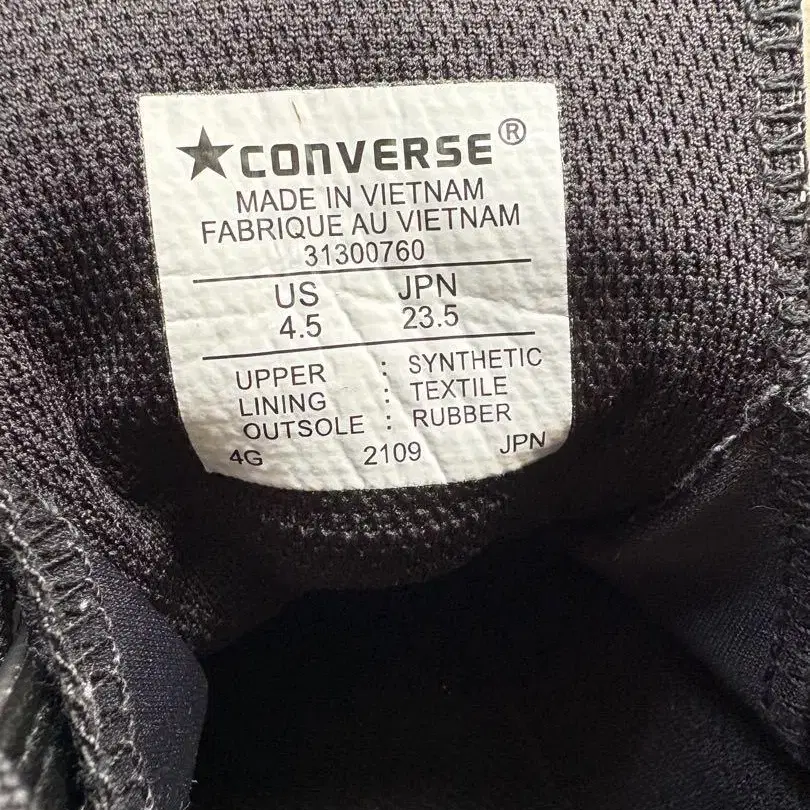 ★CONVERSE®
MADE IN VIETNAM
FABRIQUE AU VIETNAM
31300760
US JPN
4.5 23.5
UPPER : SYNTHETIC
LINING : TEXTILE
OUTSOLE : RUBBER
4G 2109 JPN